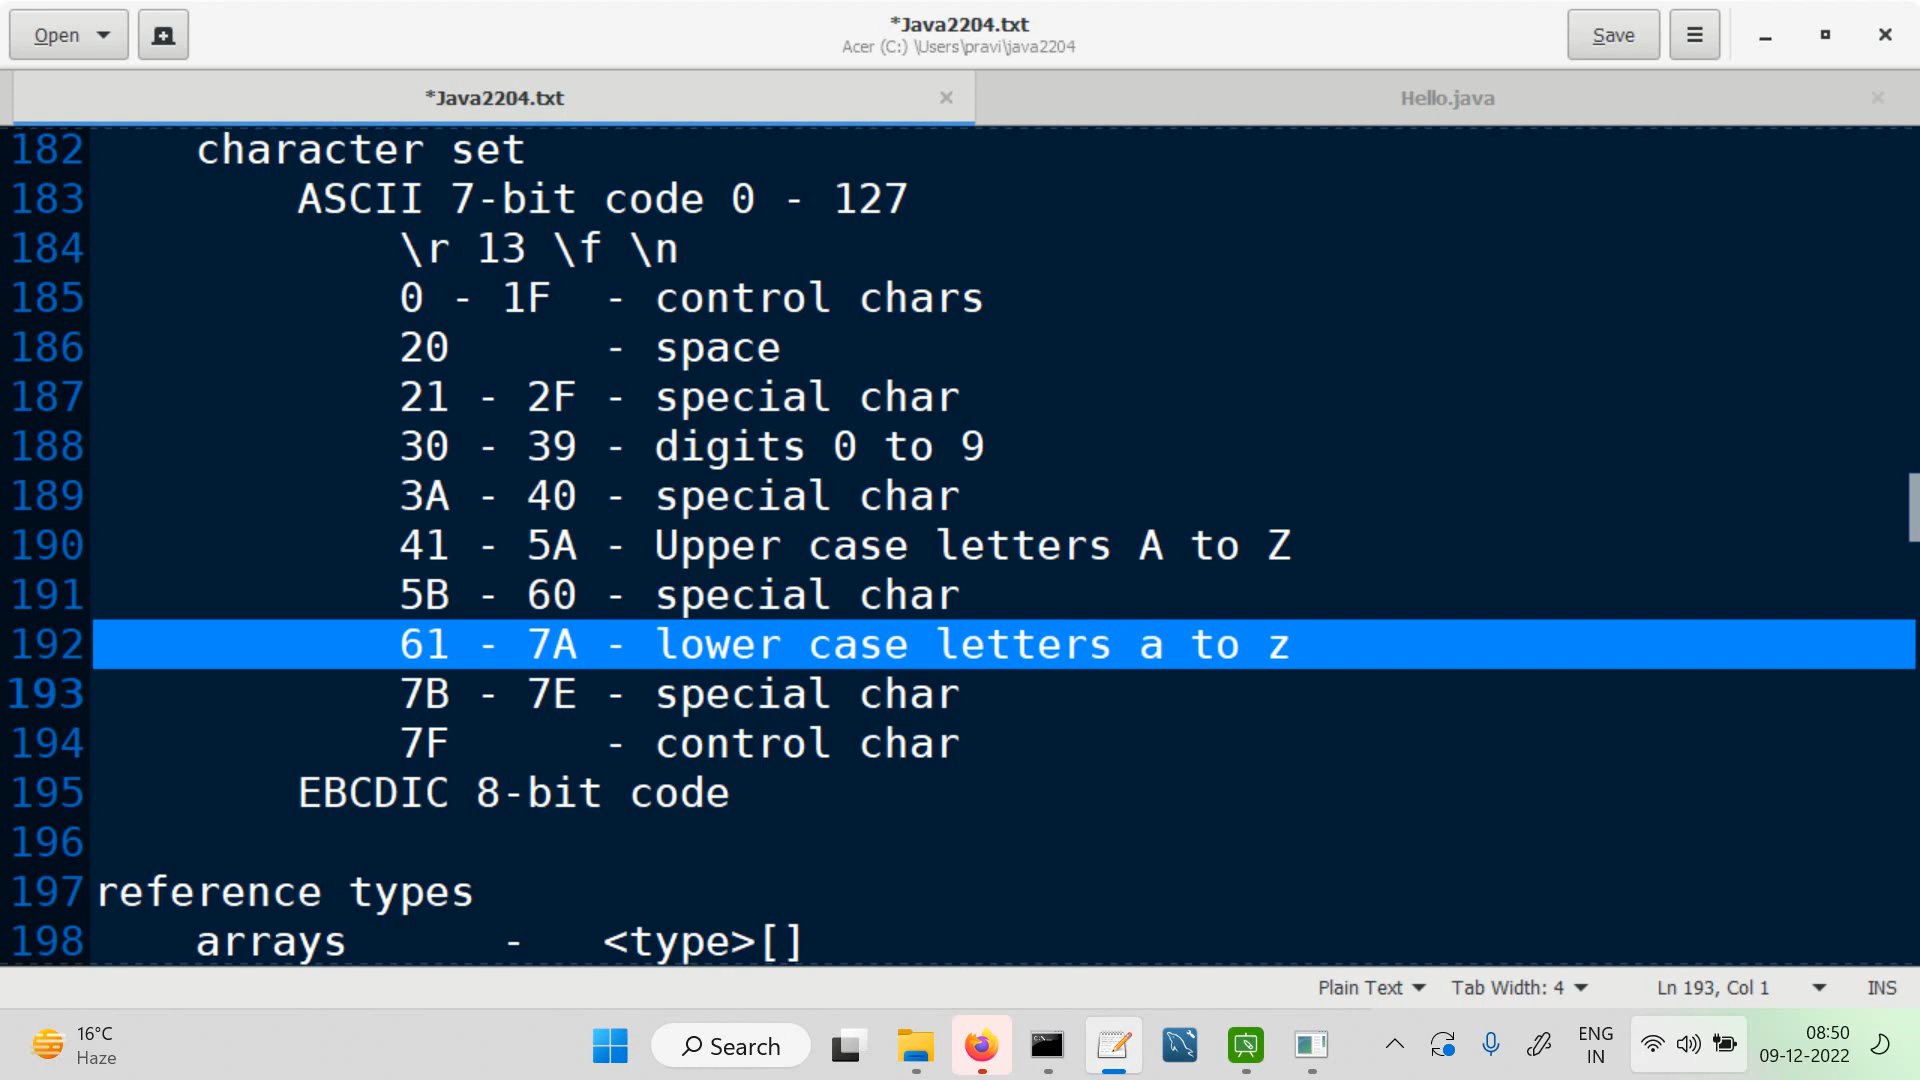 Open
*Java2204.txt
Acer (C:) \Users\pravi\java2204
Save
*Java2204.txt
Hello.java
182 character set
183 ASCII 7-bit code 0 - 127
184 \r 13 \f \n
185 0 - 1F - control chars
186 20 - space
187 21 - 2F - special char
188 30 - 39 - digits 0 to 9
189 3A - 40 - special char
190 41 - 5A - Upper case letters A to Z
191 5B - 60 - special char
192 61 - 7A - lower case letters a to z
193 7B - 7E - special char
194 7F - control char
195 EBCDIC 8-bit code
196
197 reference types
198 arrays - <type>[]
Plain Text Tab Width: 4 Ln 193, Col 1 INS
16°C
Haze
Search
ENG
IN
08:50
09-12-2022